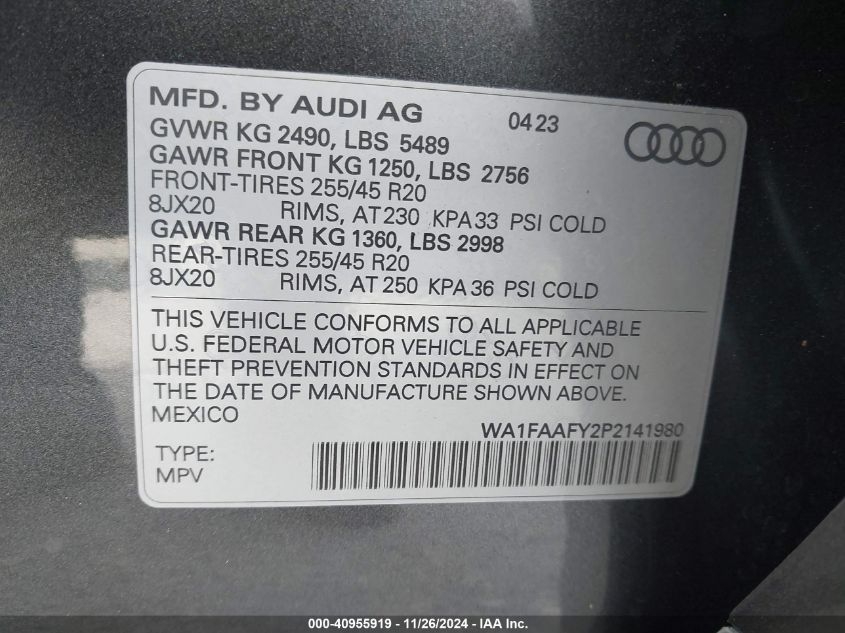 MFD. BY AUDI AG 0423
GVWR KG 2490, LBS 5489
GAWR FRONT KG 1250, LBS 2756
FRONT-TIRES 255/45 R20
8JX20 RIMS, AT 230 KPA 33 PSI COLD
GAWR REAR KG 1360, LBS 2998
REAR-TIRES 255/45 R20
8JX20 RIMS, AT 250 KPA 36 PSI COLD
THIS VEHICLE CONFORMS TO ALL APPLICABLE
U.S. FEDERAL MOTOR VEHICLE SAFETY AND
THEFT PREVENTION STANDARDS IN EFFECT ON
THE DATE OF MANUFACTURE SHOWN ABOVE.
MEXICO
WA1FAAFY2P2141980
TYPE:
MPV
000-40955919 - 11/26/2024 - IAA Inc.